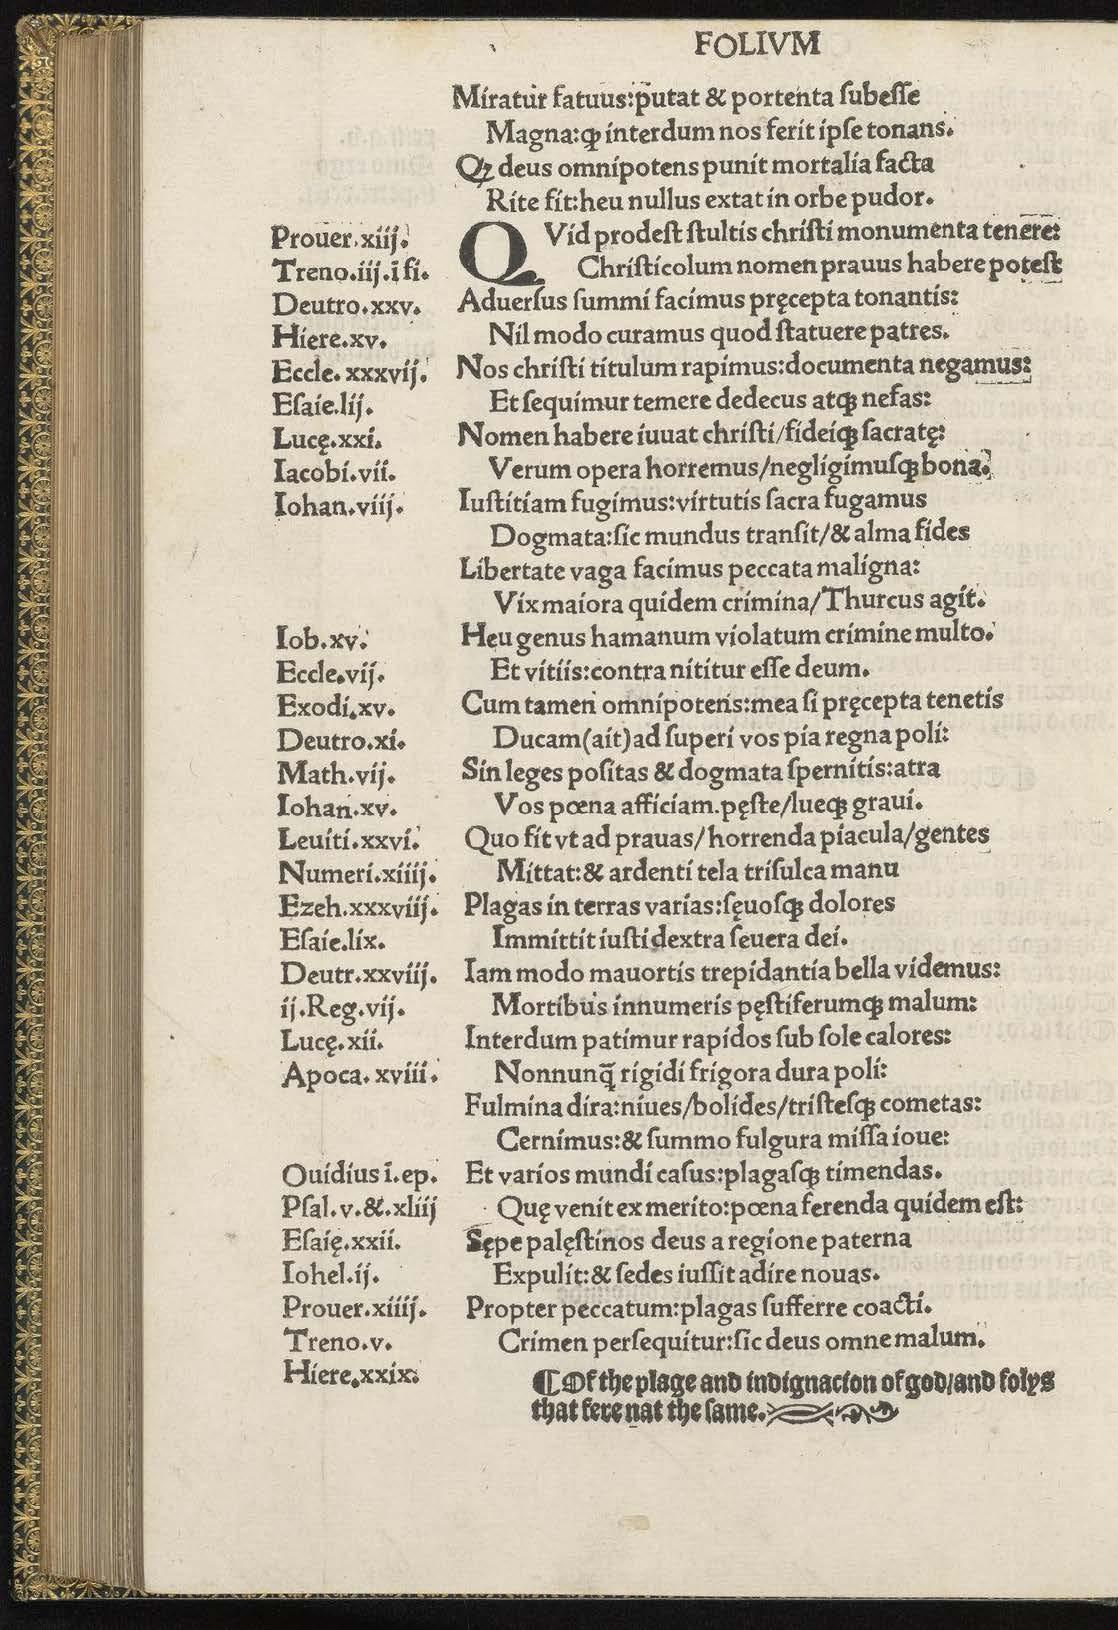 FOLIVM
Miratur fatuus:putat & portenta ſubeſſe
Magna:ꝙ interdum nos ferit ipſe tonans.
Qꝫ deus omnipotens punit mortalia facta
Rite fit:heu nullus extat in orbe pudor.
Prouer.xiij.
QVid prodeſt ſtultis chriſti monumenta tenere:
Treno.iij.ī fi.
Chriſticolum nomen prauus habere poteſt
Deutro.xxv.
Aduerſus ſummi facimus pręcepta tonantis:
Hiere.xv.
Nil modo curamus quod ſtatuere patres.
Eccle.xxxvij.
Nos chriſti titulum rapimus:documenta negamus:
Eſaie.lij.
Et ſequimur temere dedecus atqꝫ nefas:
Lucę.xxi.
Nomen habere iuuat chriſti/fideiqꝫ ſacratę:
Iacobi.vii.
Verum opera horremus/negligimuſqꝫ bona.
Iohan.viij.
Iuſtitiam fugimus:virtutis ſacra fugamus
Dogmata:ſic mundus tranſit/& alma fides
Libertate vaga facimus peccata maligna:
Vix maiora quidem crimina/Thurcus agit.
Iob.xv.
Heu genus hamanum violatum crimine multo.
Eccle.vij.
Et vitiis:contra nititur eſſe deum.
Exodi.xv.
Cum tamen omnipotens:mea ſi pręcepta tenetis
Deutro.xi.
Ducam(ait)ad ſuperi vos pia regna poli:
Math.vij.
Sin leges poſitas & dogmata ſpernitis:atra
Iohan.xv.
Vos pœna afficiam.pęſte/lueqꝫ graui.
Leuiti.xxvi.
Quo fit vt ad prauas/horrenda piacula/gentes
Numeri.xiiij.
Mittat:& ardenti tela triſulca manu
Ezeh.xxxviij.
Plagas in terras varias:ſęuoſqꝫ dolores
Eſaie.lix.
Immittit iuſti dextra ſeuera dei.
Deutr.xxviij.
Iam modo mauortis trepidantia bella videmus:
ij.Reg.vij.
Mortibus innumeris pęſtiferumqꝫ malum:
Lucę.xii.
Interdum patimur rapidos ſub ſole calores:
Apoca.xviii.
Nonnunq̃ rigidi frigora dura poli:
Fulmina dira:niues/bolides/triſteſqꝫ cometas:
Cernimus:& ſummo fulgura miſſa ioue:
Ouidius ī.ep.
Et varios mundi caſus:plagaſqꝫ timendas.
Pſal.v.&.xliij
Quę venit ex merito:pœna ferenda quidem eſt:
Eſaię.xxii.
Sępe palęſtinos deus a regione paterna
Iohel.ij.
Expulit:& ſedes iuſſit adire nouas.
Prouer.xiiij.
Propter peccatum:plagas ſufferre coacti.
Treno.v.
Crimen perſequitur:ſic deus omne malum.
Hiere.xxix.
⁋Of the plage and indignacion of god/and folys
that fere nat the ſame.